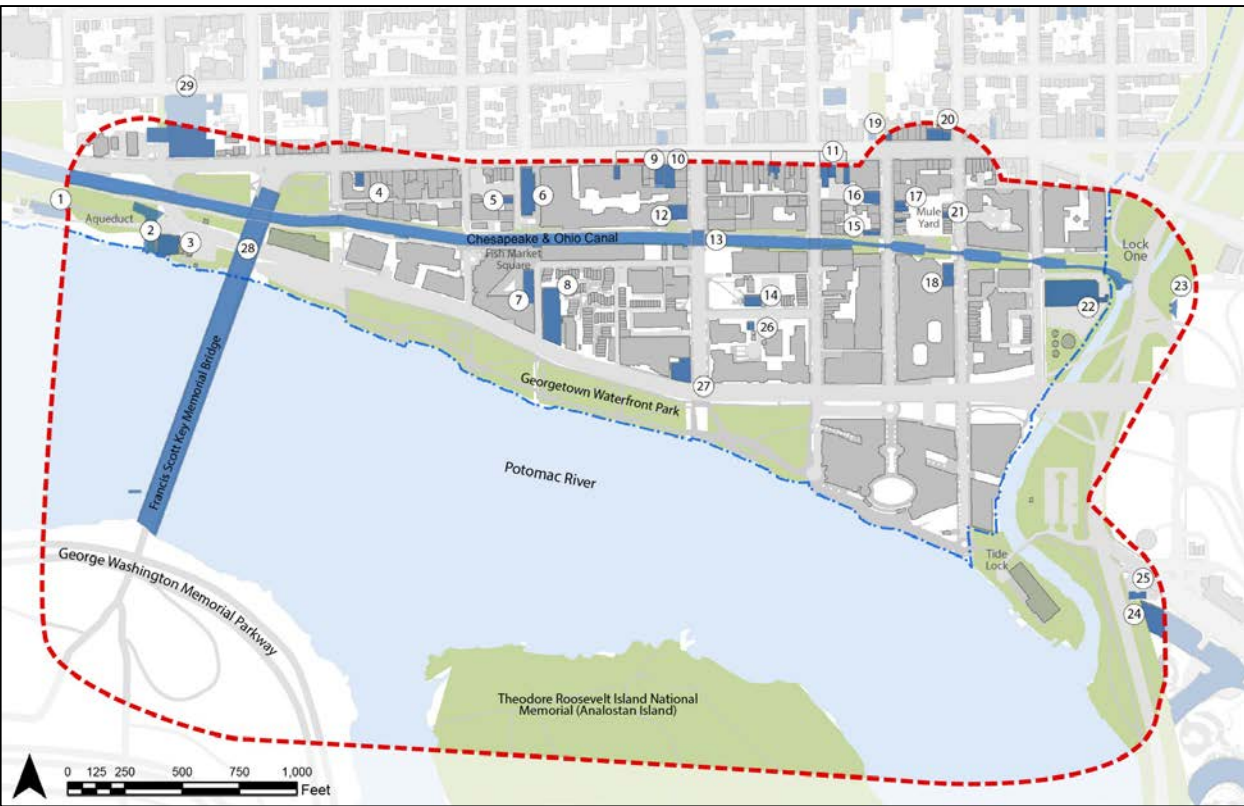 29
19
20
11
9
10
4
5
6
16
17
1
Aqueduct
12
Mule
Yard
21
2
3
28
Chesapeake & Ohio Canal
13
15
Lock
One
Fish Market
Square
7
8
14
18
22
23
26
Georgetown Waterfront Park
27
Francis Scott Key Memorial Bridge
Potomac River
George Washington Memorial Parkway
Tide
Lock
25
24
Theodore Roosevelt Island National
Memorial (Analostan Island)
0 125 250 500 750 1,000
Feet